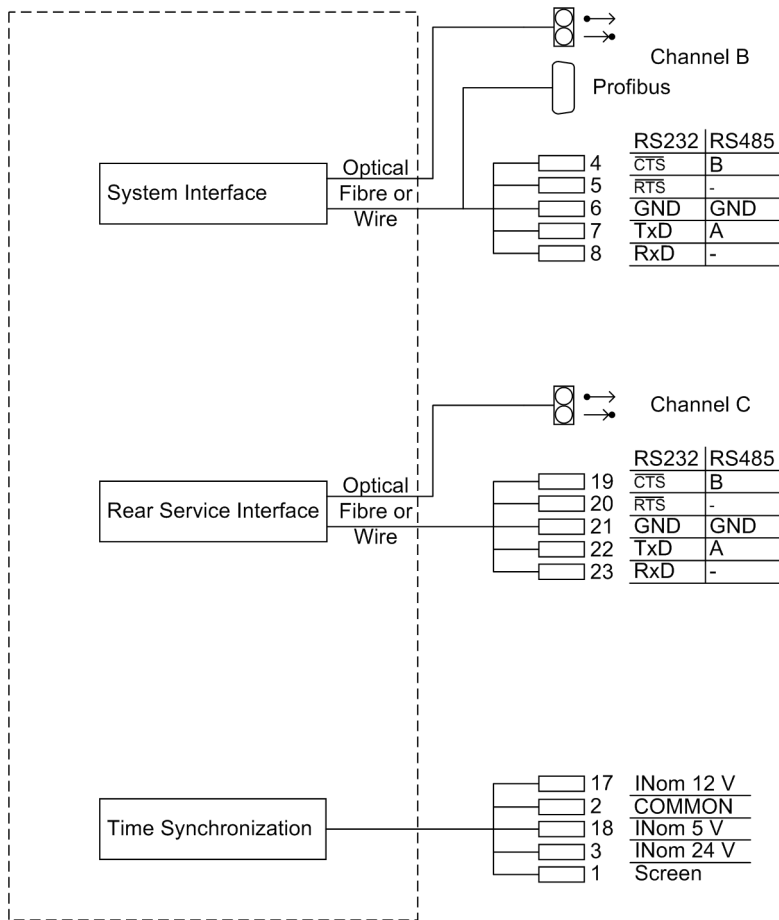 Channel B
Profibus
RS232 RS485
Optical
4 CTS B
System Interface
Fibre or
5 RTS -
6 GND GND
Wire
7 TxD A
8 RxD -
Channel C
RS232 RS485
19 CTS B
Optical
20 RTS -
Rear Service Interface
Fibre or
21 GND GND
Wire
22 TxD A
23 RxD -
17 INom 12 V
2 COMMON
Time Synchronization
18 INom 5 V
3 INom 24 V
1 Screen